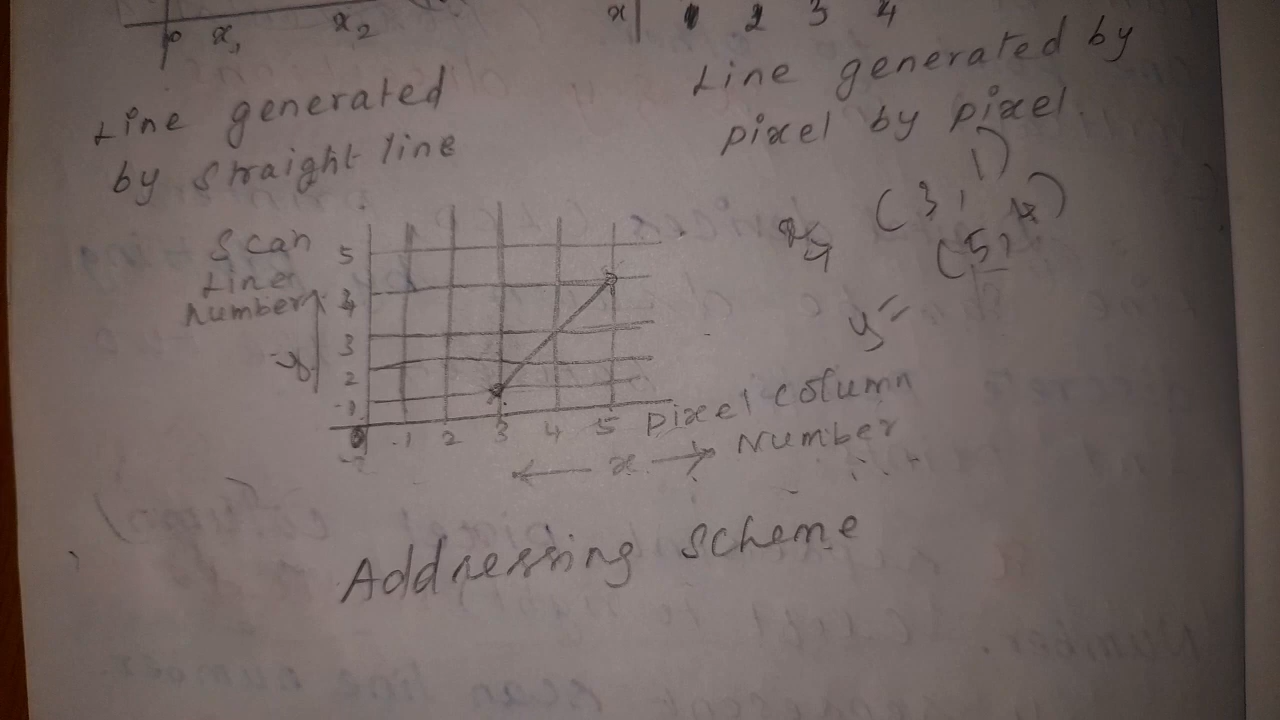 0 x₁ x₂
x 1 2 3 4
Line generated
by straight line
Line generated by
pixel by pixel.
(3, 1)
(5, 4)
y=
Scan
Line
Number
y
5
4
3
2
1
0 1 2 3 4 5
Pixel column
Number
x
Addressing Scheme